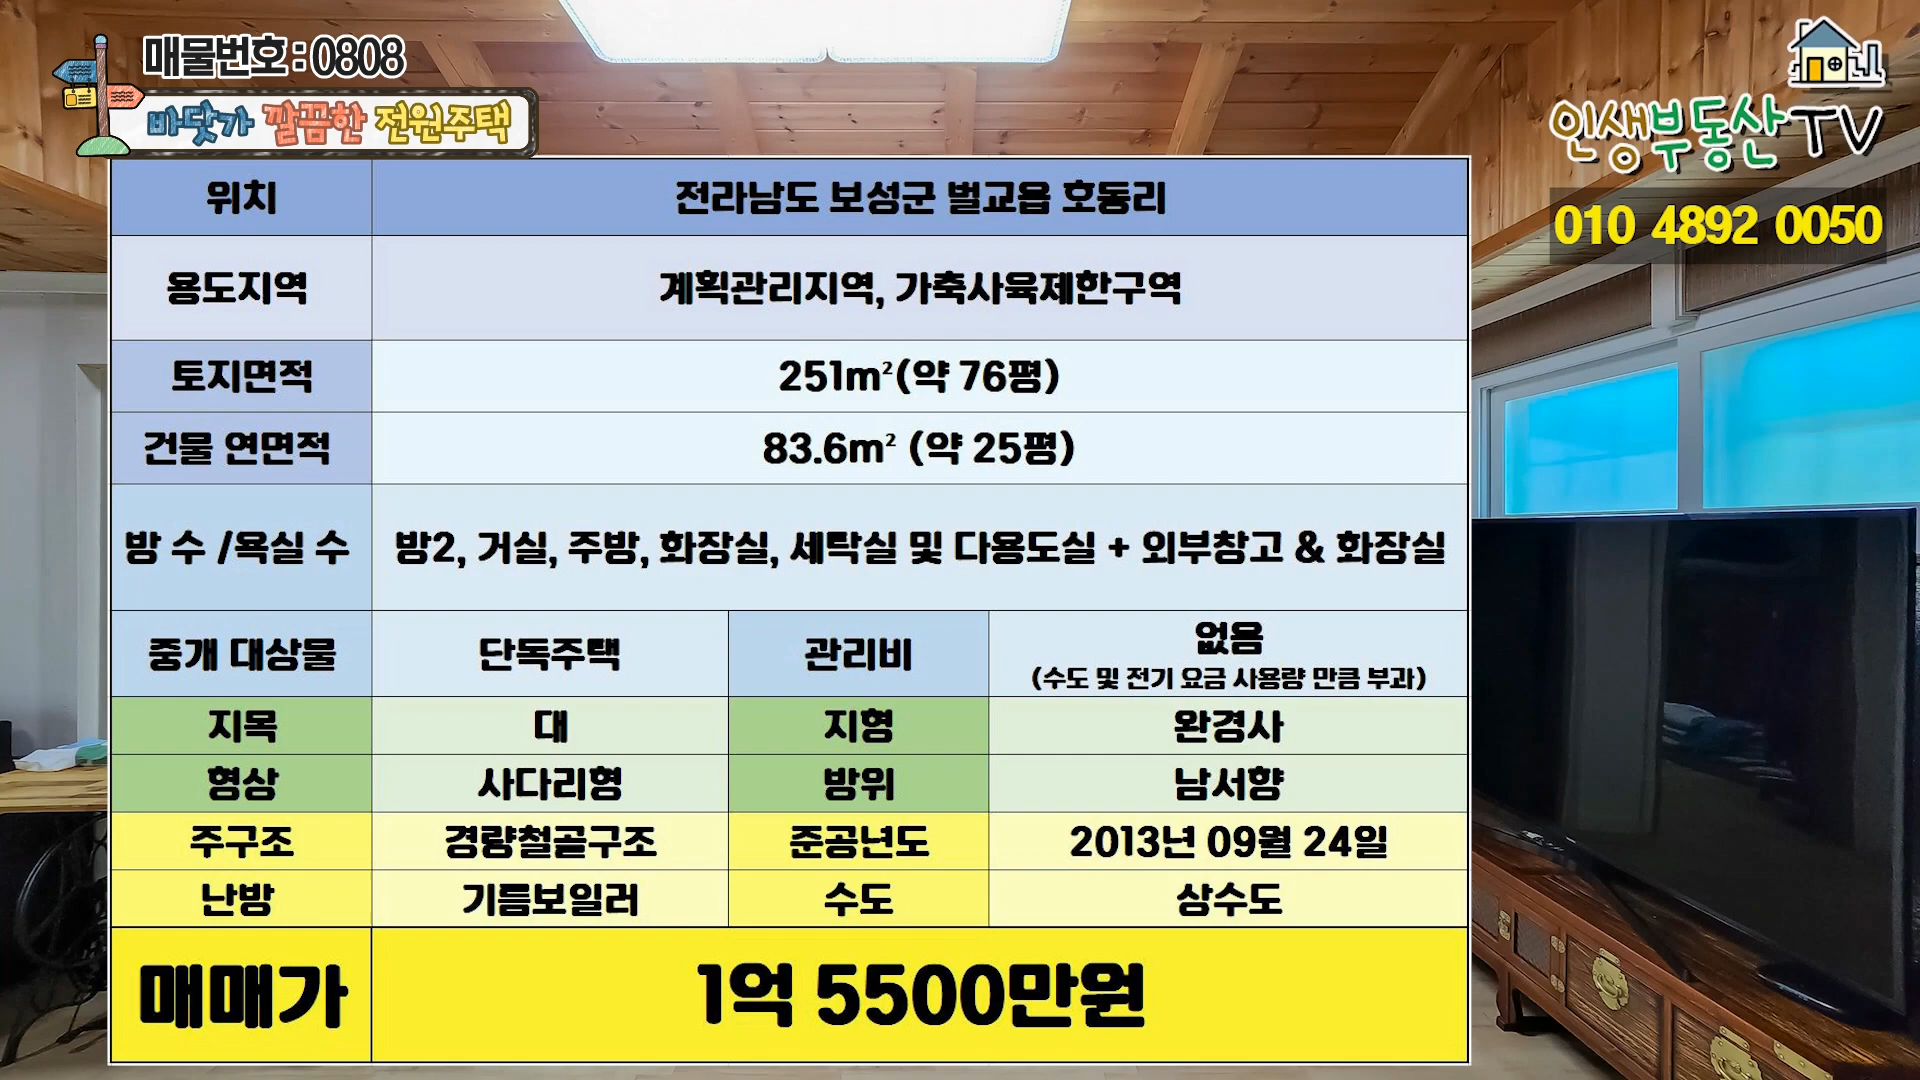 매물번호 : 0808
바닷가 깔끔한 전원주택
인생부동산TV
010 4892 0050
위치 전라남도 보성군 벌교읍 호동리
용도지역 계획관리지역, 가축사육제한구역
토지면적 251m²(약 76평)
건물 연면적 83.6m² (약 25평)
방 수 /욕실 수 방2, 거실, 주방, 화장실, 세탁실 및 다용도실 + 외부창고 & 화장실
중개 대상물 단독주택 관리비 없음
(수도 및 전기 요금 사용량 만큼 부과)
지목 대 지형 완경사
형상 사다리형 방위 남서향
주구조 경량철골구조 준공년도 2013년 09월 24일
난방 기름보일러 수도 상수도
매매가 1억 5500만원